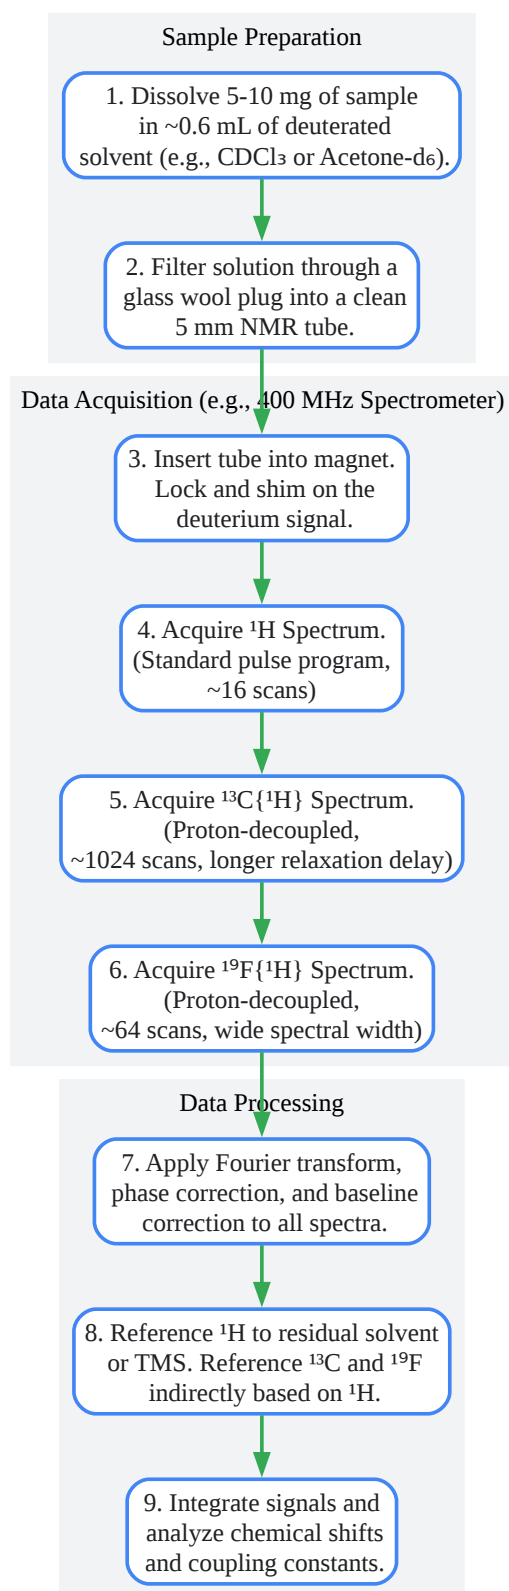 Sample Preparation
1. Dissolve 5-10 mg of sample
in ~0.6 mL of deuterated
solvent (e.g., CDCl₃ or Acetone-d₆).
2. Filter solution through a
glass wool plug into a clean
5 mm NMR tube.
Data Acquisition (e.g., 400 MHz Spectrometer)
3. Insert tube into magnet.
Lock and shim on the
deuterium signal.
4. Acquire ¹H Spectrum.
(Standard pulse program,
~16 scans)
5. Acquire ¹³C{¹H} Spectrum.
(Proton-decoupled,
~1024 scans, longer relaxation delay)
6. Acquire ¹⁹F{¹H} Spectrum.
(Proton-decoupled,
~64 scans, wide spectral width)
Data Processing
7. Apply Fourier transform,
phase correction, and baseline
correction to all spectra.
8. Reference ¹H to residual solvent
or TMS. Reference ¹³C and ¹⁹F
indirectly based on ¹H.
9. Integrate signals and
analyze chemical shifts
and coupling constants.